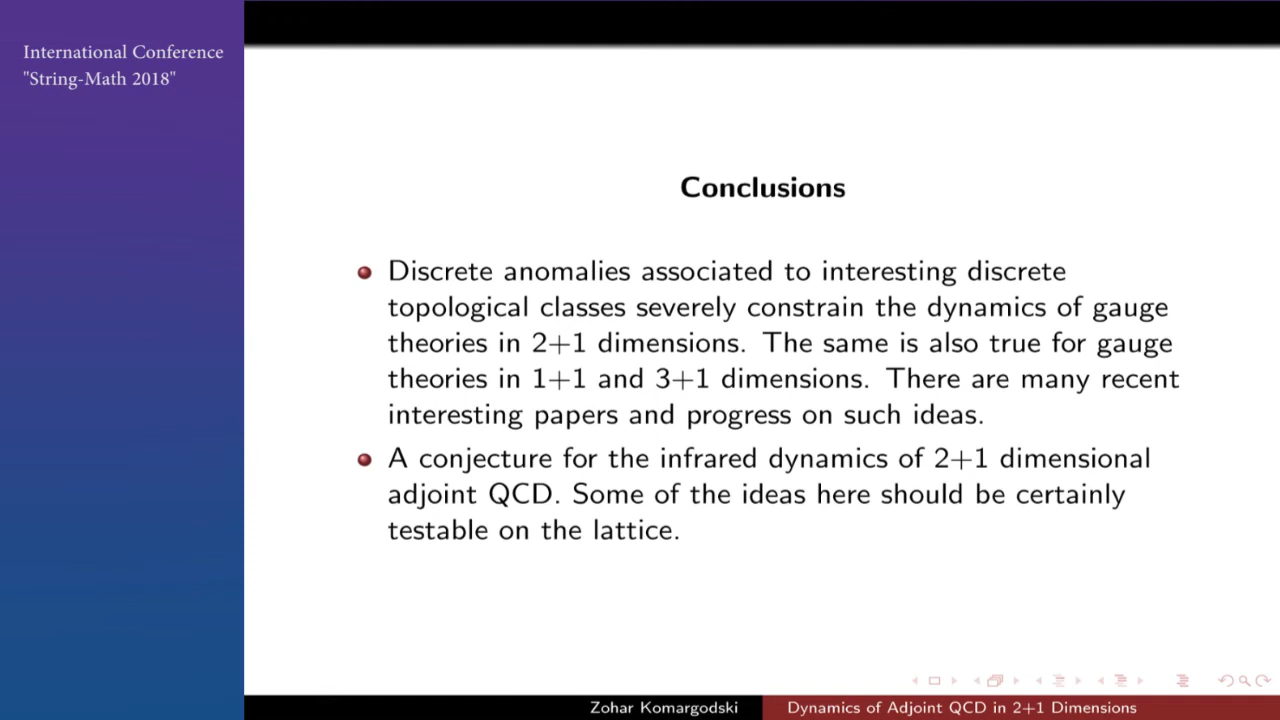 International Conference
"String-Math 2018"
Conclusions
Discrete anomalies associated to interesting discrete
topological classes severely constrain the dynamics of gauge
theories in 2+1 dimensions. The same is also true for gauge
theories in 1+1 and 3+1 dimensions. There are many recent
interesting papers and progress on such ideas.
A conjecture for the infrared dynamics of 2+1 dimensional
adjoint QCD. Some of the ideas here should be certainly
testable on the lattice.
Zohar Komargodski
Dynamics of Adjoint QCD in 2+1 Dimensions